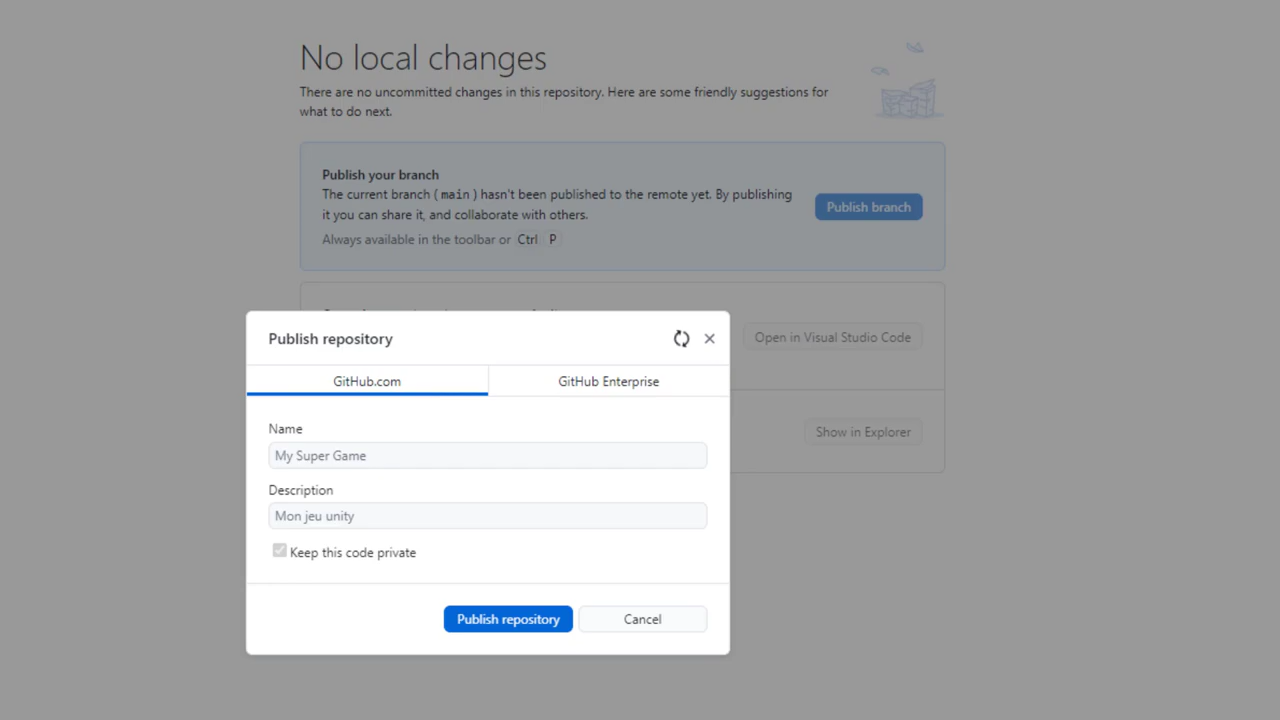 No local changes
There are no uncommitted changes in this repository. Here are some friendly suggestions for
what to do next.
Publish your branch
The current branch ( main ) hasn't been published to the remote yet. By publishing
it you can share it, and collaborate with others.
Always available in the toolbar or Ctrl P
Publish branch
Open in Visual Studio Code
Show in Explorer
Publish repository
GitHub.com
GitHub Enterprise
Name
My Super Game
Description
Mon jeu unity
Keep this code private
Publish repository
Cancel